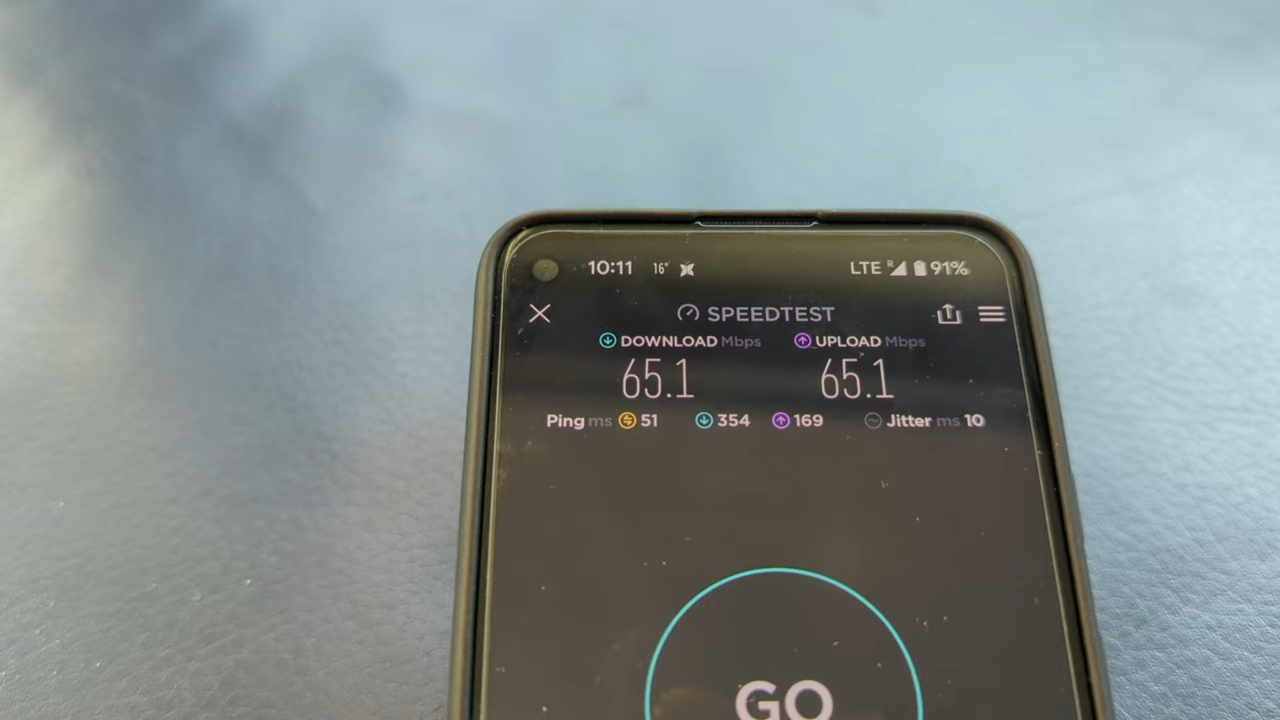 10:11 16° LTE R 91%
SPEEDTEST
DOWNLOAD Mbps UPLOAD Mbps
65.1 65.1
Ping ms 51 354 169 Jitter ms 10
GO